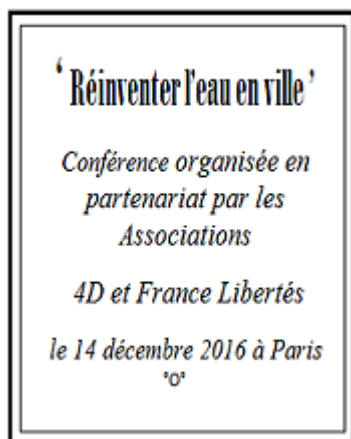 ‘ Réinventer l'eau en ville ’
Conférence organisée en
partenariat par les
Associations
4D et France Libertés
le 14 décembre 2016 à Paris
°O°